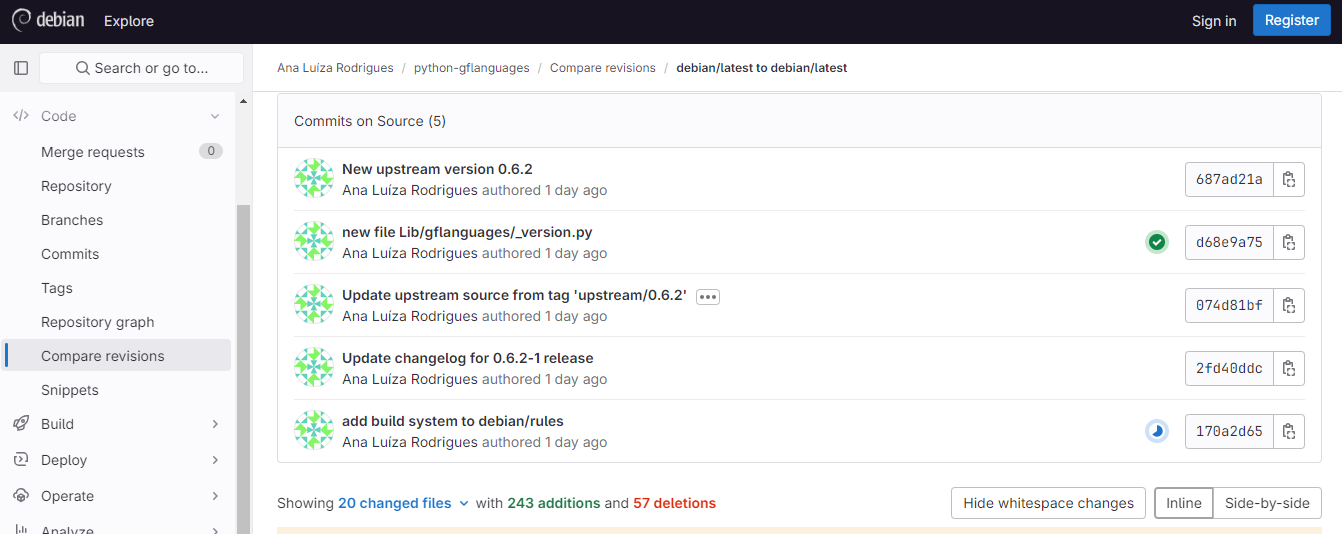 debian Explore Sign in Register
Search or go to...
Ana Luíza Rodrigues / python-gflanguages / Compare revisions / debian/latest to debian/latest
Code
Merge requests 0
Repository
Branches
Commits
Tags
Repository graph
Compare revisions
Snippets
Build
Deploy
Operate
Analyze
Commits on Source (5)
New upstream version 0.6.2
Ana Luíza Rodrigues authored 1 day ago
687ad21a
new file Lib/gflanguages/_version.py
Ana Luíza Rodrigues authored 1 day ago
d68e9a75
Update upstream source from tag 'upstream/0.6.2'
Ana Luíza Rodrigues authored 1 day ago
074d81bf
Update changelog for 0.6.2-1 release
Ana Luíza Rodrigues authored 1 day ago
2fd40ddc
add build system to debian/rules
Ana Luíza Rodrigues authored 1 day ago
170a2d65
Showing 20 changed files with 243 additions and 57 deletions
Hide whitespace changes
Inline Side-by-side